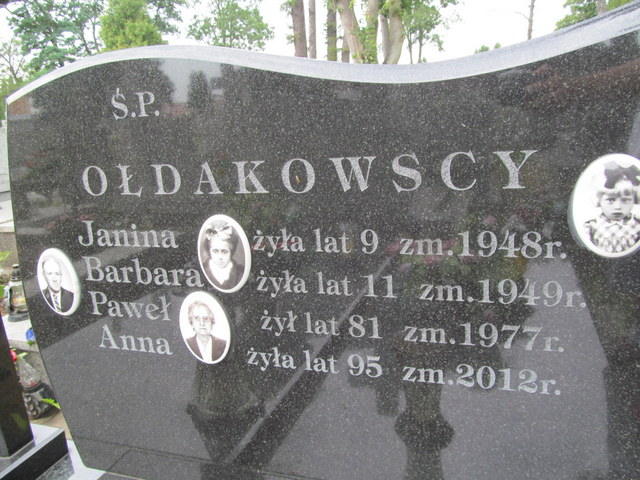 Ś.P.
OŁDAKOWSCY
Janina żyła lat 9 zm.1948r.
Barbara żyła lat 11 zm.1949r.
Paweł żył lat 81 zm.1977r.
Anna żyła lat 95 zm.2012r.